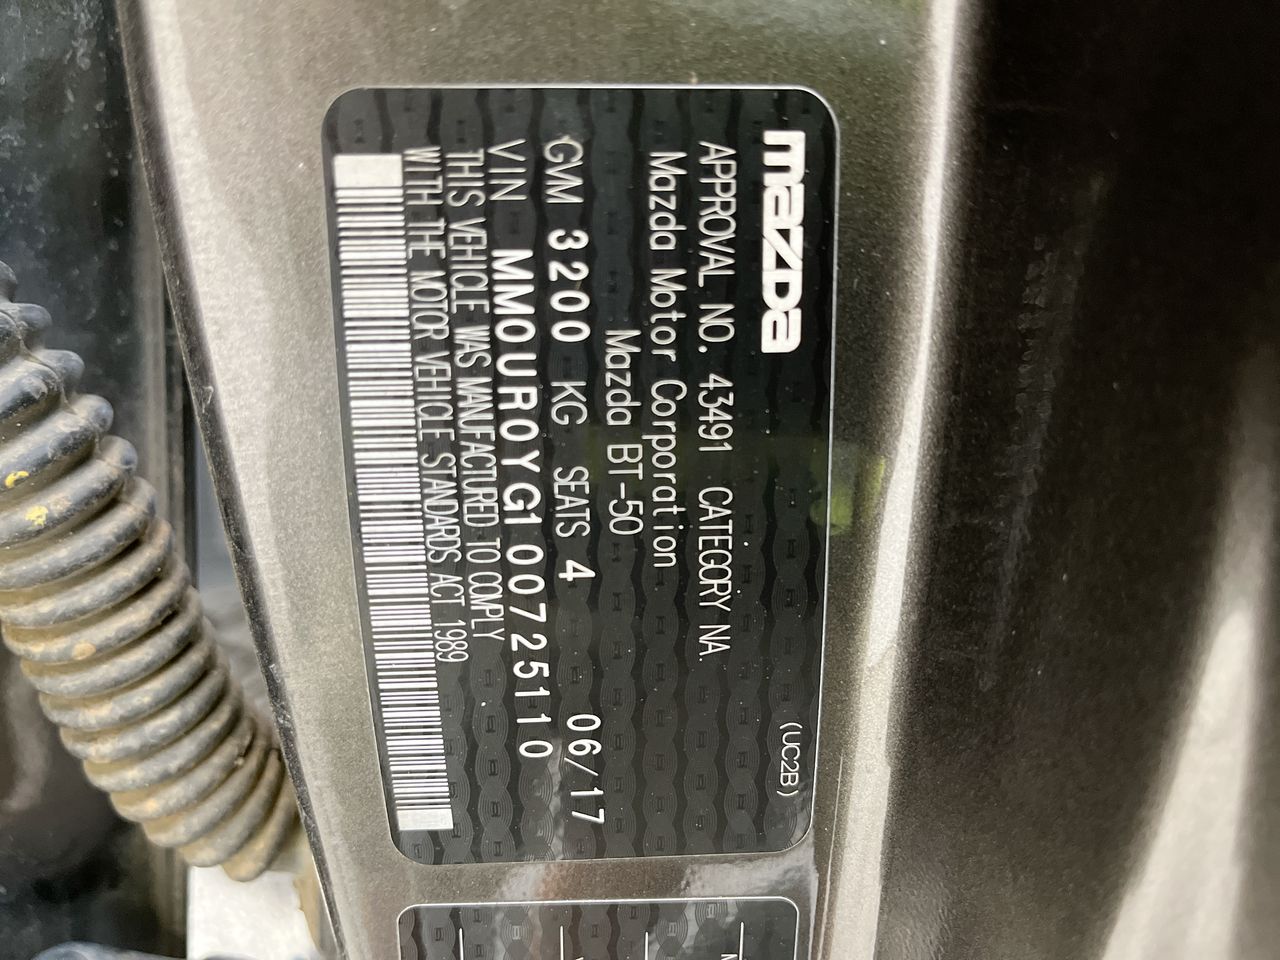 mazda
(UC2B)
APPROVAL NO. 43491 CATEGORY NA.
Mazda Motor Corporation
Mazda BT-50
GVM 3200 KG SEATS 4 06/17
VIN MM0UR0YG100725110
THIS VEHICLE WAS MANUFACTURED TO COMPLY
WITH THE MOTOR VEHICLE STANDARDS ACT 1989